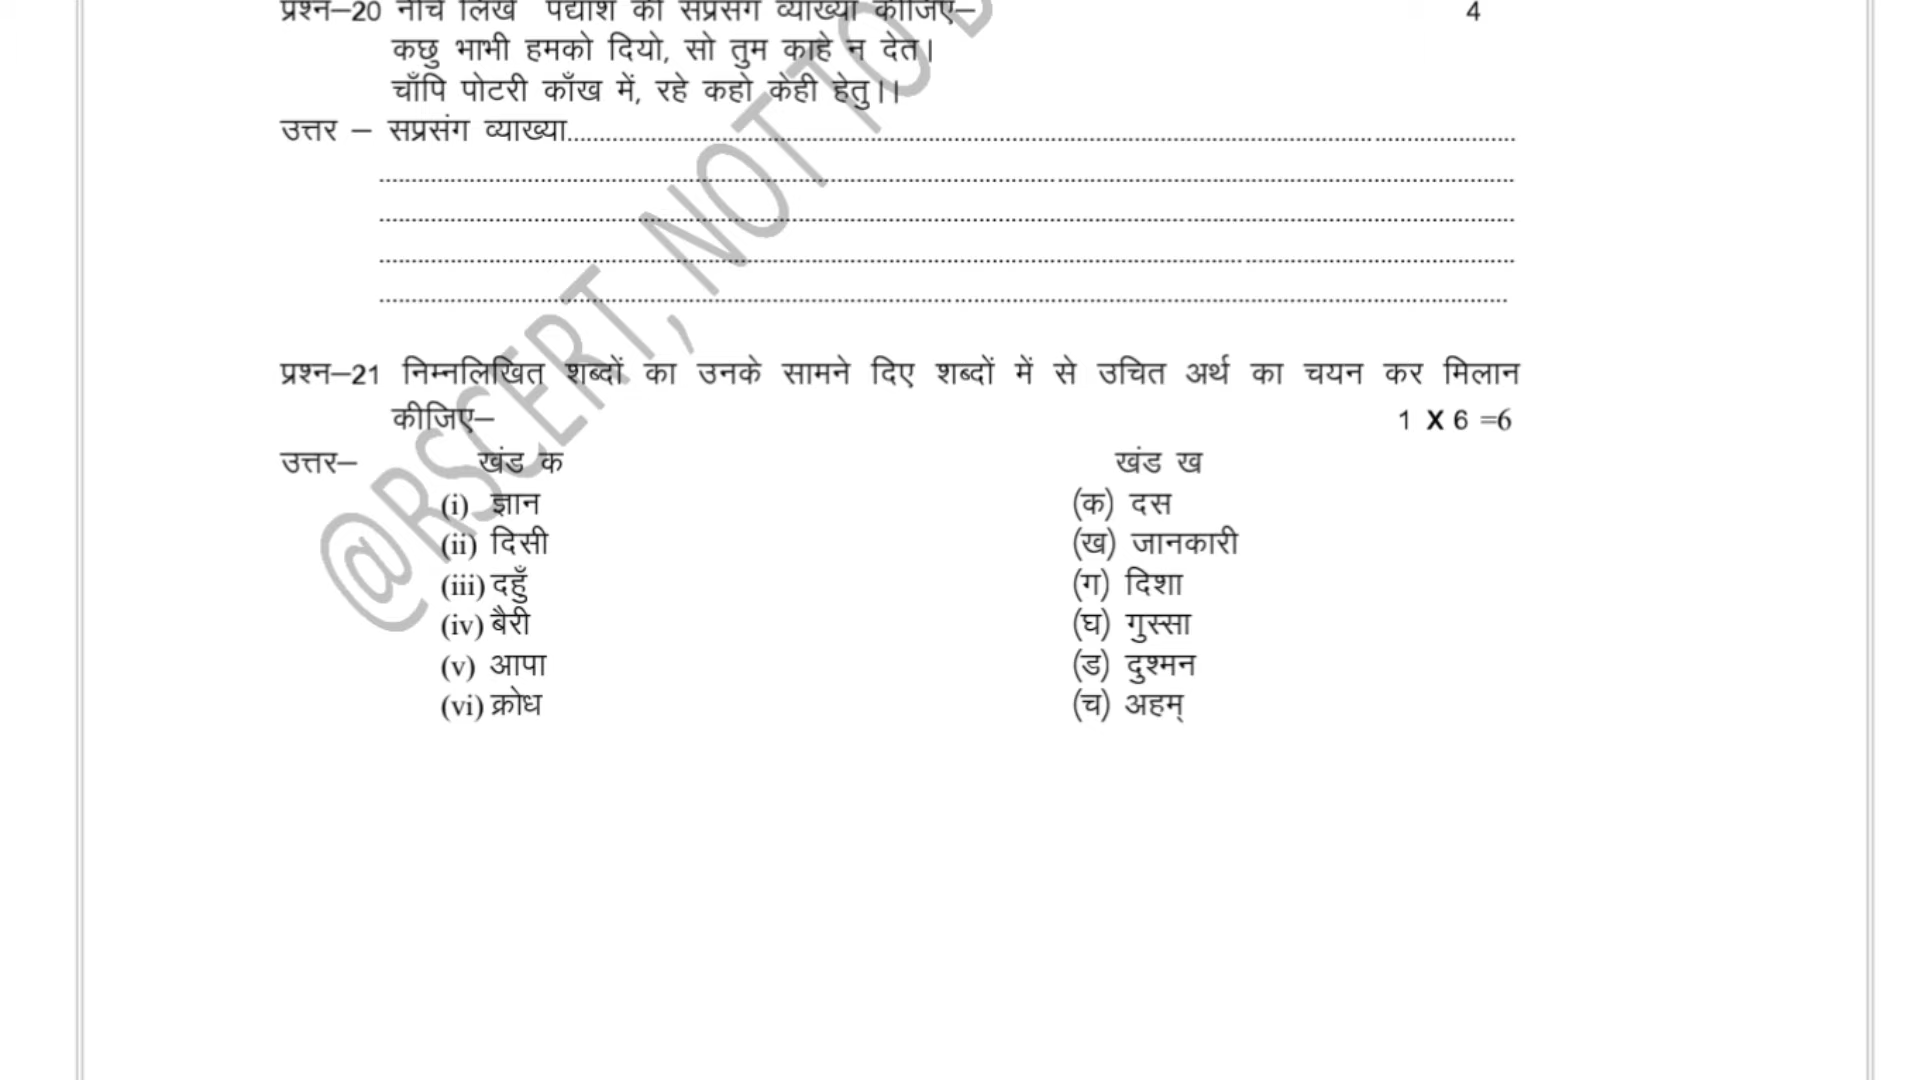 प्रश्न–20 नीचे लिखे पद्यांश की सप्रसंग व्याख्या कीजिए– 4
कछु भाभी हमको दियो, सो तुम काहे न देत।
चाँपि पोटरी काँख में, रहे कहो केही हेतु।।
उत्तर – सप्रसंग व्याख्या
प्रश्न–21 निम्नलिखित शब्दों का उनके सामने दिए शब्दों में से उचित अर्थ का चयन कर मिलान
कीजिए– 1 X 6 =6
उत्तर– खंड क खंड ख
(i) ज्ञान (क) दस
(ii) दिसी (ख) जानकारी
(iii) दहुँ (ग) दिशा
(iv) बैरी (घ) गुस्सा
(v) आपा (ड) दुश्मन
(vi) क्रोध (च) अहम्
@RSCERT, NOT TO